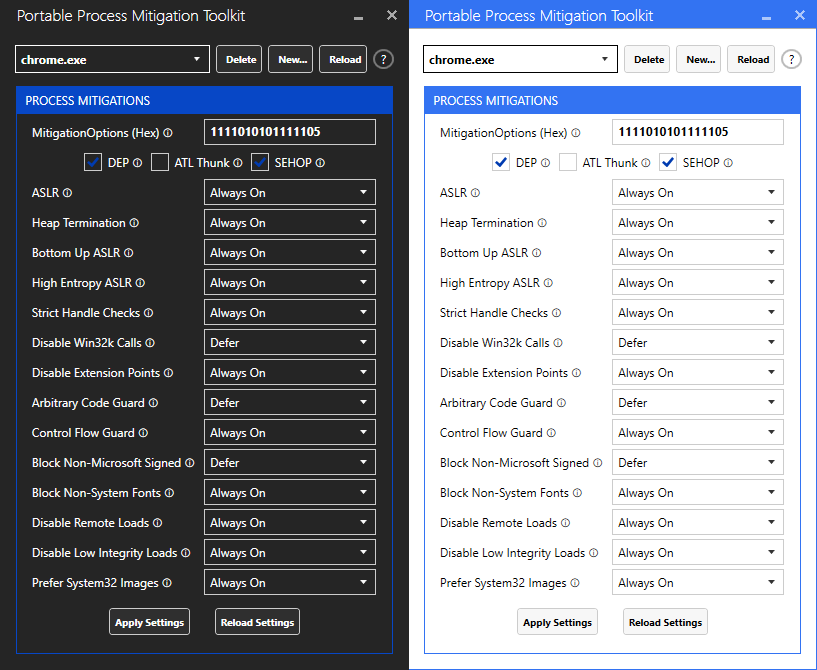 Portable Process Mitigation Toolkit
chrome.exe Delete New... Reload ?
PROCESS MITIGATIONS
MitigationOptions (Hex) 1111010101111105
DEP ATL Thunk SEHOP
ASLR Always On
Heap Termination Always On
Bottom Up ASLR Always On
High Entropy ASLR Always On
Strict Handle Checks Always On
Disable Win32k Calls Defer
Disable Extension Points Always On
Arbitrary Code Guard Defer
Control Flow Guard Always On
Block Non-Microsoft Signed Defer
Block Non-System Fonts Always On
Disable Remote Loads Always On
Disable Low Integrity Loads Always On
Prefer System32 Images Always On
Apply Settings Reload Settings
Portable Process Mitigation Toolkit
chrome.exe Delete New... Reload ?
PROCESS MITIGATIONS
MitigationOptions (Hex) 1111010101111105
DEP ATL Thunk SEHOP
ASLR Always On
Heap Termination Always On
Bottom Up ASLR Always On
High Entropy ASLR Always On
Strict Handle Checks Always On
Disable Win32k Calls Defer
Disable Extension Points Always On
Arbitrary Code Guard Defer
Control Flow Guard Always On
Block Non-Microsoft Signed Defer
Block Non-System Fonts Always On
Disable Remote Loads Always On
Disable Low Integrity Loads Always On
Prefer System32 Images Always On
Apply Settings Reload Settings